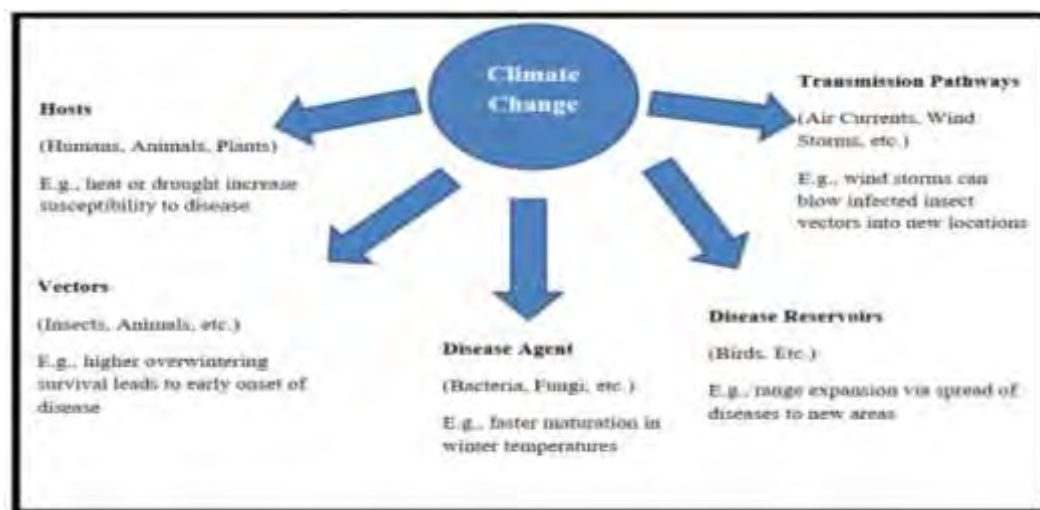 Climate
Change
Hosts
(Humans, Animals, Plants)
E.g., heat or drought increase
susceptibility to disease
Transmission Pathways
(Air Currents, Wind
Storms, etc.)
E.g., wind storms can
blow infected insect
vectors into new locations
Vectors
(Insects, Animals, etc.)
E.g., higher overwintering
survival leads to early onset of
disease
Disease Agent
(Bacteria, Fungi, etc.)
E.g., faster maturation in
winter temperatures
Disease Reservoirs
(Birds, Etc.)
E.g., range expansion via spread of
diseases to new areas